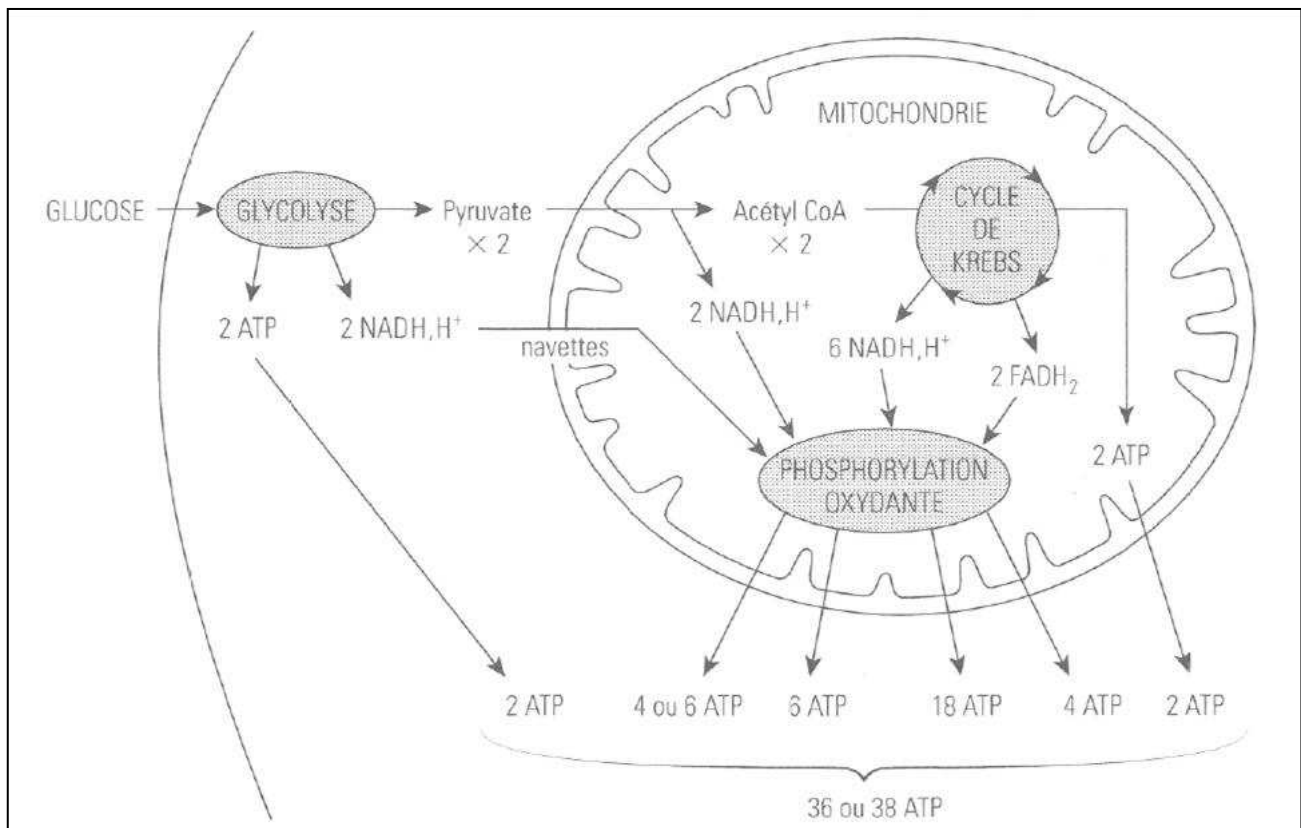 MITOCHONDRIE
GLUCOSE
GLYCOLYSE
Pyruvate
× 2
Acétyl CoA
× 2
CYCLE
DE
KREBS
2 ATP
2 NADH,H⁺
navettes
2 NADH,H⁺
6 NADH,H⁺
2 FADH₂
2 ATP
PHOSPHORYLATION
OXYDANTE
2 ATP
4 ou 6 ATP
6 ATP
18 ATP
4 ATP
2 ATP
36 ou 38 ATP